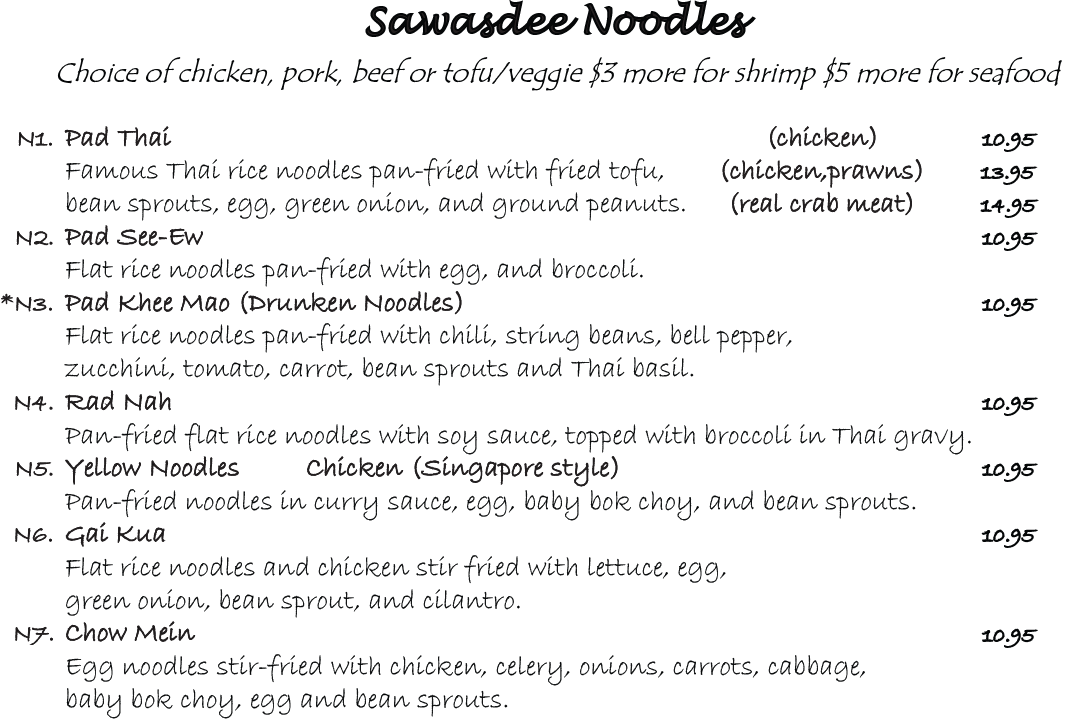 Sawasdee Noodles
Choice of chicken, pork, beef or tofu/veggie $3 more for shrimp $5 more for seafood
N1. Pad Thai (chicken) 10.95
Famous Thai rice noodles pan-fried with fried tofu, (chicken,prawns) 13.95
bean sprouts, egg, green onion, and ground peanuts. (real crab meat) 14.95
N2. Pad See-Ew 10.95
Flat rice noodles pan-fried with egg, and broccoli.
*N3. Pad Khee Mao (Drunken Noodles) 10.95
Flat rice noodles pan-fried with chili, string beans, bell pepper,
zucchini, tomato, carrot, bean sprouts and Thai basil.
N4. Rad Nah 10.95
Pan-fried flat rice noodles with soy sauce, topped with broccoli in Thai gravy.
N5. Yellow Noodles Chicken (Singapore style) 10.95
Pan-fried noodles in curry sauce, egg, baby bok choy, and bean sprouts.
N6. Gai Kua 10.95
Flat rice noodles and chicken stir fried with lettuce, egg,
green onion, bean sprout, and cilantro.
N7. Chow Mein 10.95
Egg noodles stir-fried with chicken, celery, onions, carrots, cabbage,
baby bok choy, egg and bean sprouts.